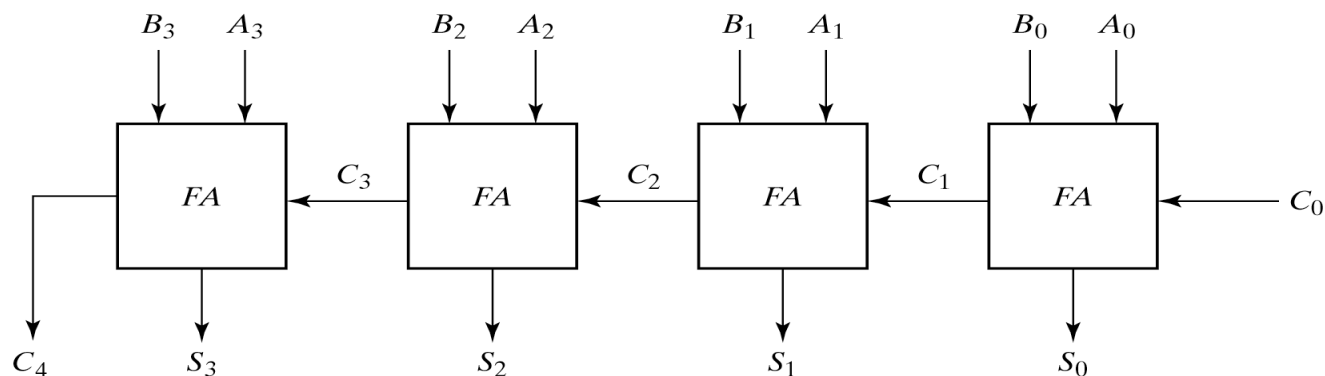 B₃ A₃ B₂ A₂ B₁ A₁ B₀ A₀
FA C₃ FA C₂ FA C₁ FA C₀
C₄ S₃ S₂ S₁ S₀